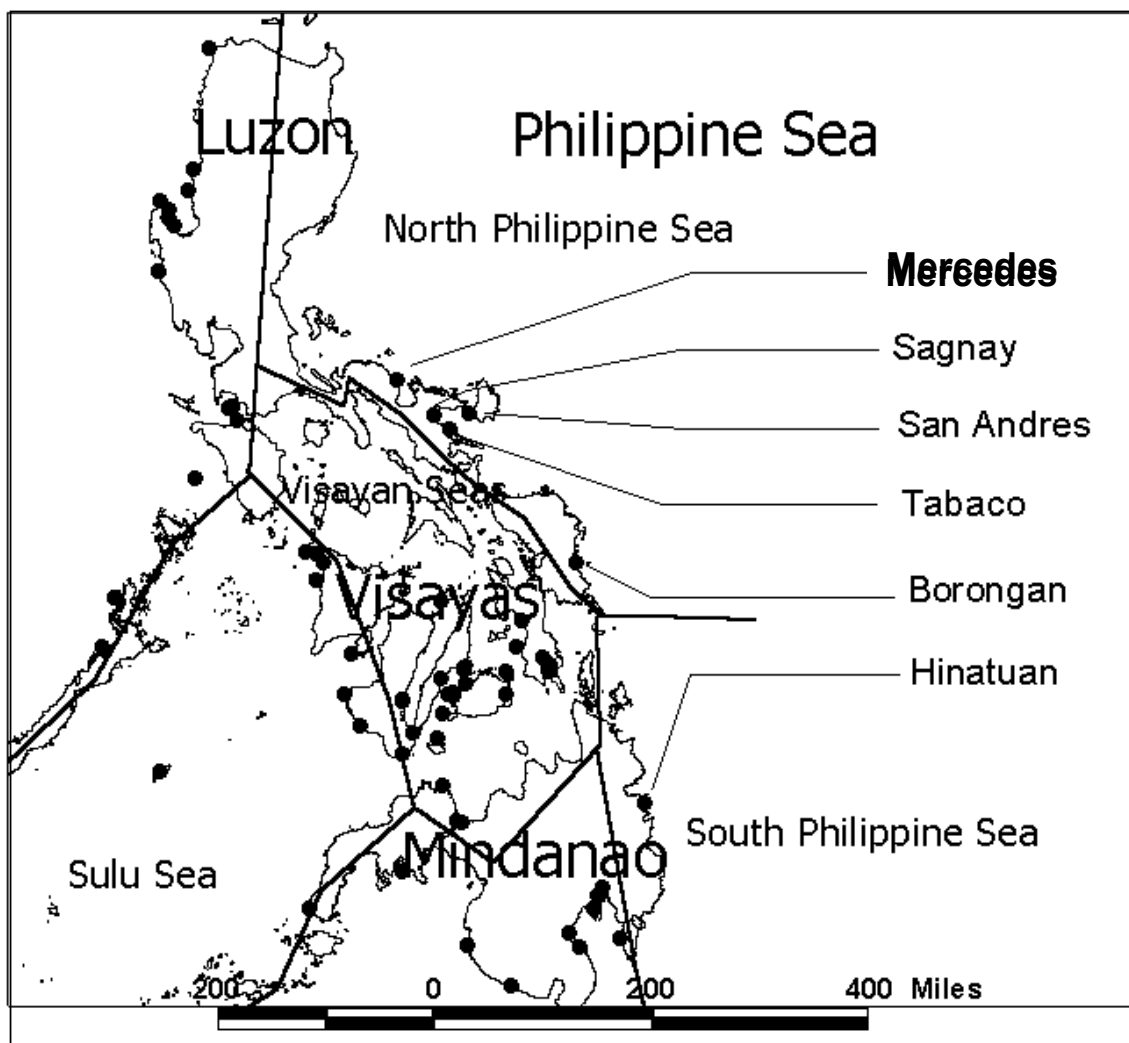 Luzon
Philippine Sea
North Philippine Sea
Mercedes
Mercedes
Sagnay
San Andres
Visayan Seas
Tabaco
Visayas
Borongan
Hinatuan
South Philippine Sea
Mindanao
Sulu Sea
200 0 200 400 Miles